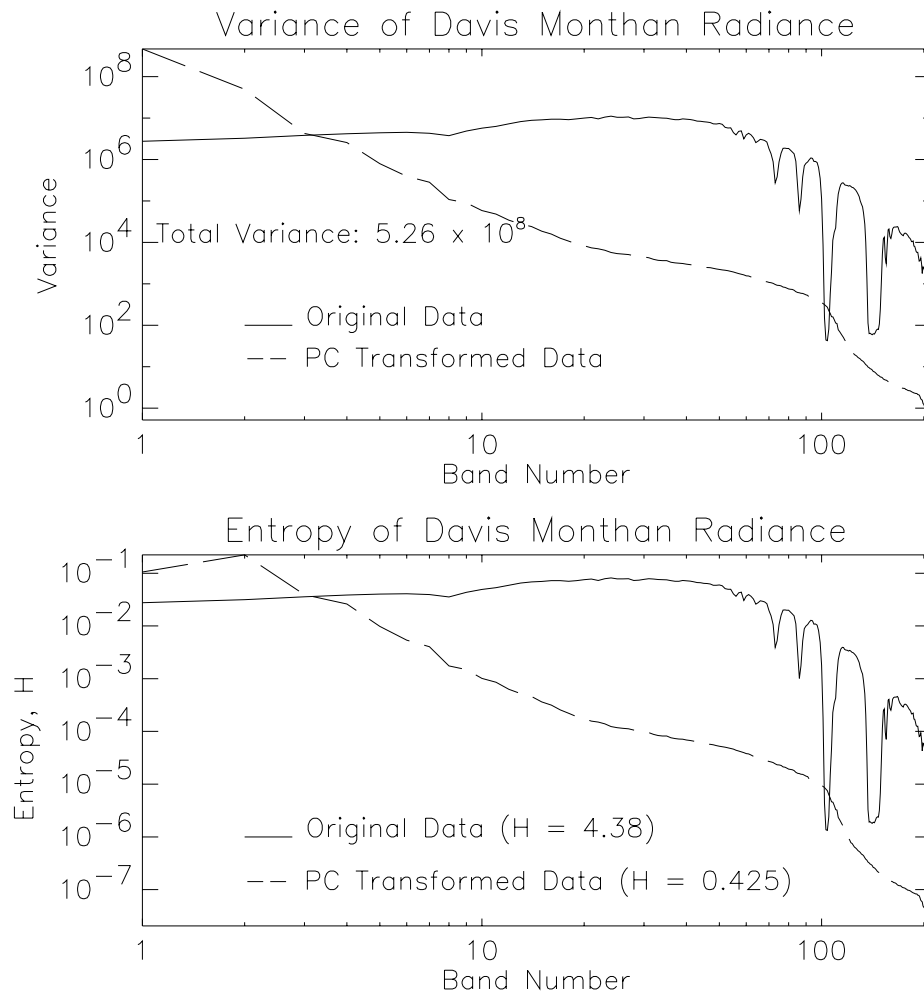 Variance of Davis Monthan Radiance
10^8
10^6
10^4
10^2
10^0
Variance
Total Variance: 5.26 x 10^8
Original Data
PC Transformed Data
1
10
100
Band Number
Entropy of Davis Monthan Radiance
10^-1
10^-2
10^-3
10^-4
10^-5
10^-6
10^-7
Entropy, H
Original Data (H = 4.38)
PC Transformed Data (H = 0.425)
1
10
100
Band Number